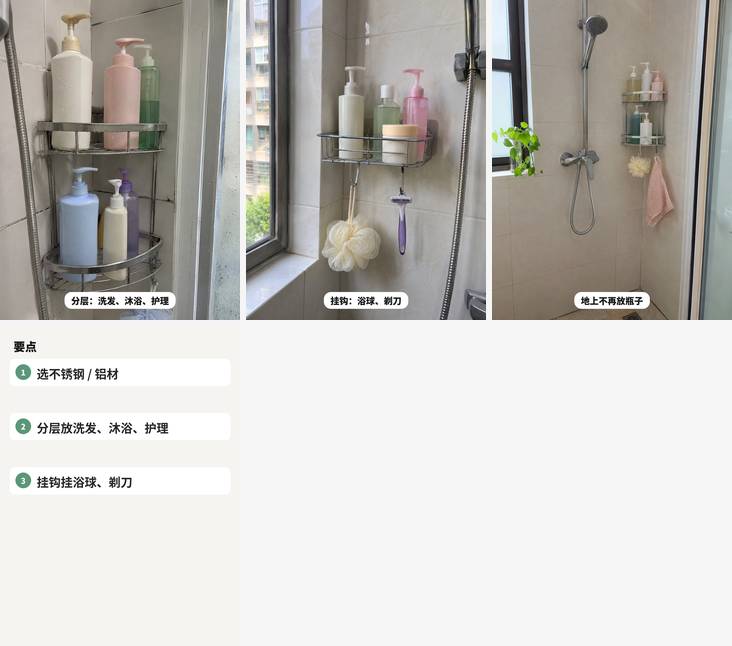 分层：洗发、沐浴、护理
挂钩：浴球、剃刀
地上不再放瓶子
要点
1 选不锈钢 / 铝材
2 分层放洗发、沐浴、护理
3 挂钩挂浴球、剃刀